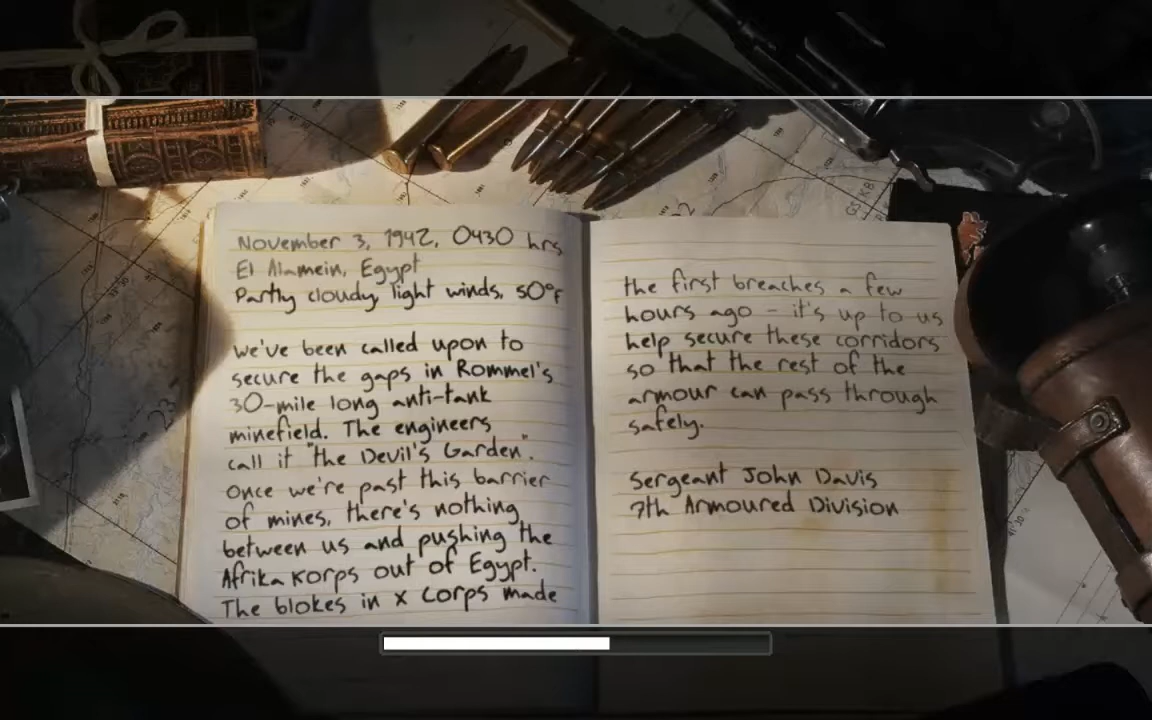 November 3, 1942, 0430 hrs
El Alamein, Egypt
Partly cloudy, light winds, 50°F
We've been called upon to
secure the gaps in Rommel's
30-mile long anti-tank
minefield. The engineers
call it "the Devil's Garden".
Once we're past this barrier
of mines, there's nothing
between us and pushing the
Afrika Korps out of Egypt.
The blokes in X Corps made
the first breaches a few
hours ago - it's up to us
help secure these corridors
so that the rest of the
armour can pass through
safely.
Sergeant John Davis
7th Armoured Division
GSKB
23